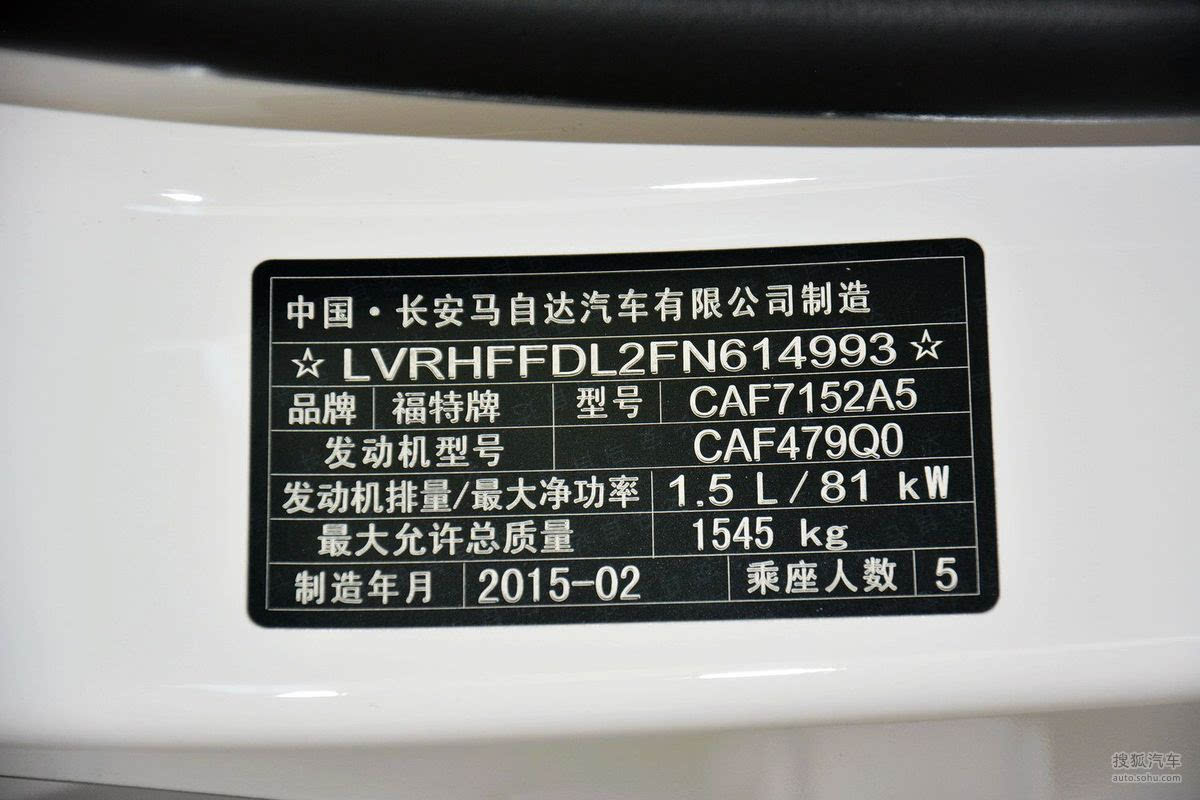 中国·长安马自达汽车有限公司制造
☆LVRHFFDL2FN614993☆
品牌 福特牌 型号 CAF7152A5
发动机型号 CAF479Q0
发动机排量/最大净功率 1.5 L/81 kW
最大允许总质量 1545 kg
制造年月 2015-02 乘座人数 5
搜狐汽车
auto.sohu.com